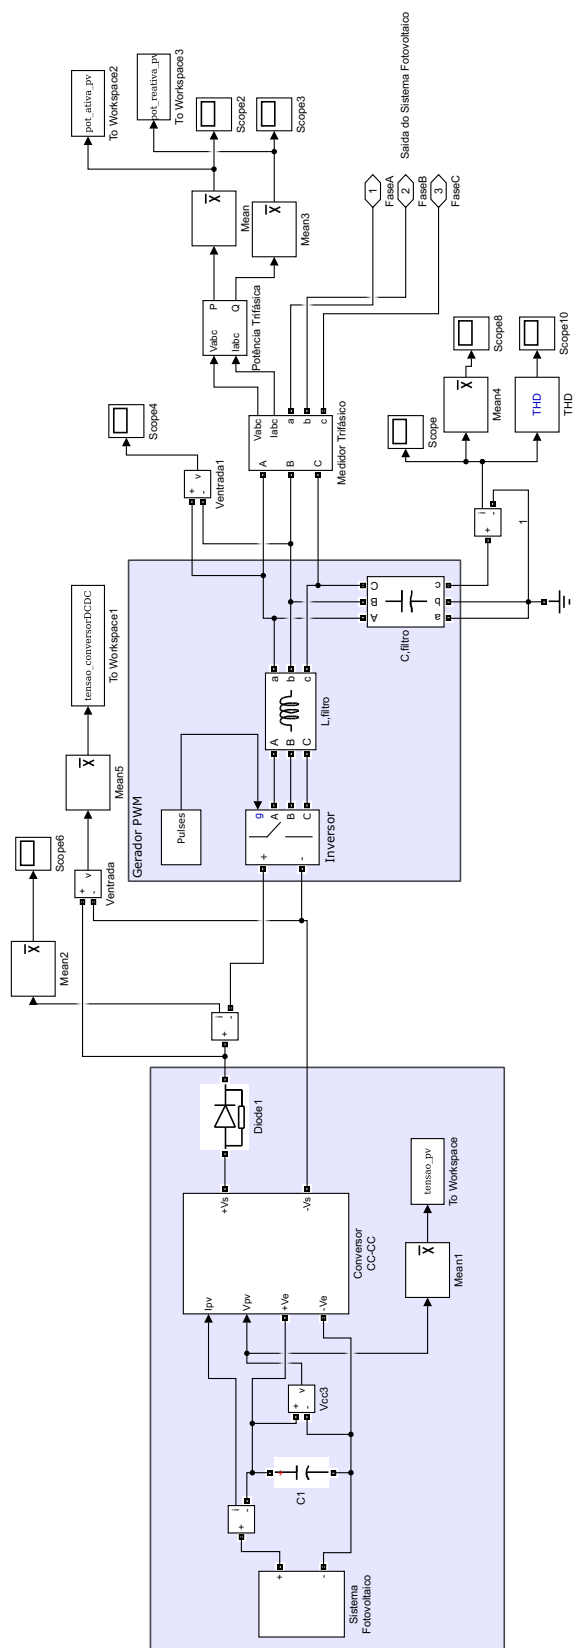 Sistema
Fotovoltaico
+
-
+
i
-
C1
+
Vcc3
+
v
-
Ipv
Vpv
+Ve
-Ve
Conversor
CC-CC
+Vs
-Vs
Mean1
X
tensao_pv
To Workspace
Diode1
+
i
-
Mean2
X
Scope6
Ventrada
+
v
-
Mean5
X
tensao_conversorDCDC
To Workspace1
Gerador PWM
Pulses
g
+
-
A
B
C
Inversor
A
B
C
a
b
c
L,filtro
A
B
C
a
b
c
C,filtro
Ventrada1
+
v
-
Scope4
A
B
C
Vabc
Iabc
a
b
c
Medidor Trifásico
Vabc
Iabc
P
Q
Potência Trifásica
X
Mean
X
Mean3
pot_ativa_pv
To Workspace2
pot_reativa_pv
To Workspace3
Scope2
Scope3
1
FaseA
2
FaseB
3
FaseC
Saida do Sistema Fotovoltaico
+
i
-
1
Scope
X
Mean4
Scope8
THD
THD
Scope10